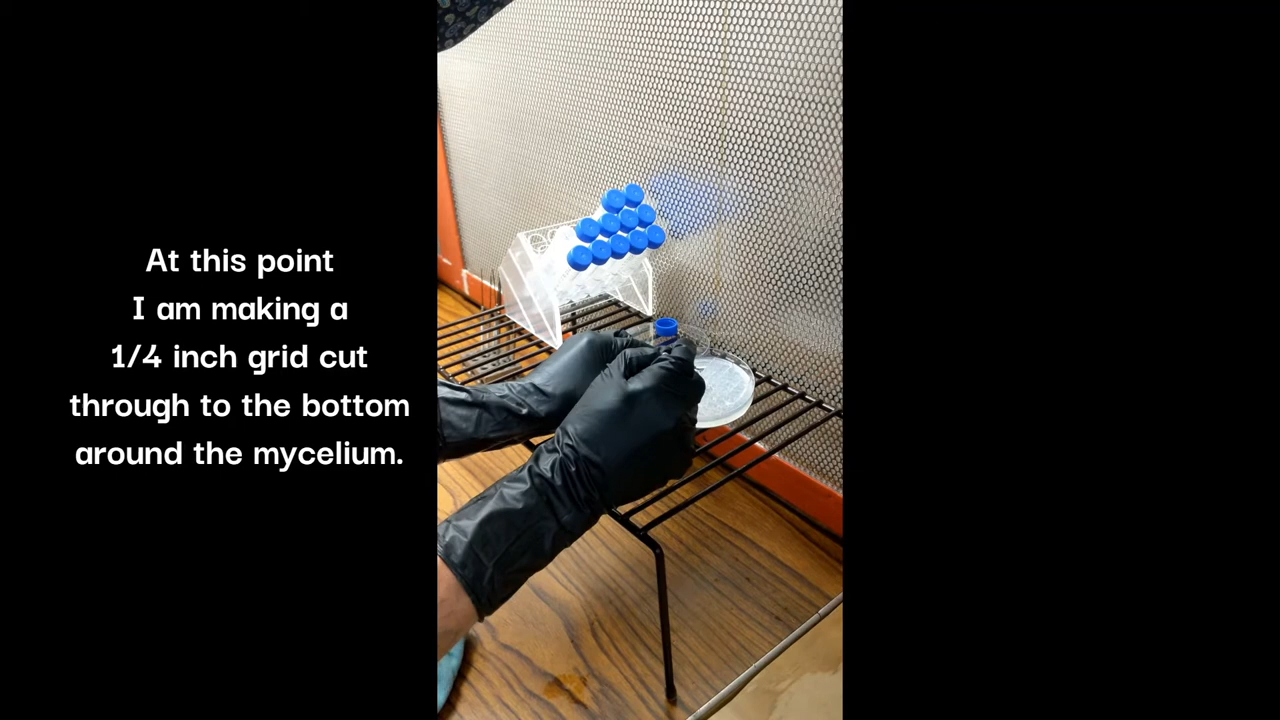 At this point
I am making a
1/4 inch grid cut
through to the bottom
around the mycelium.